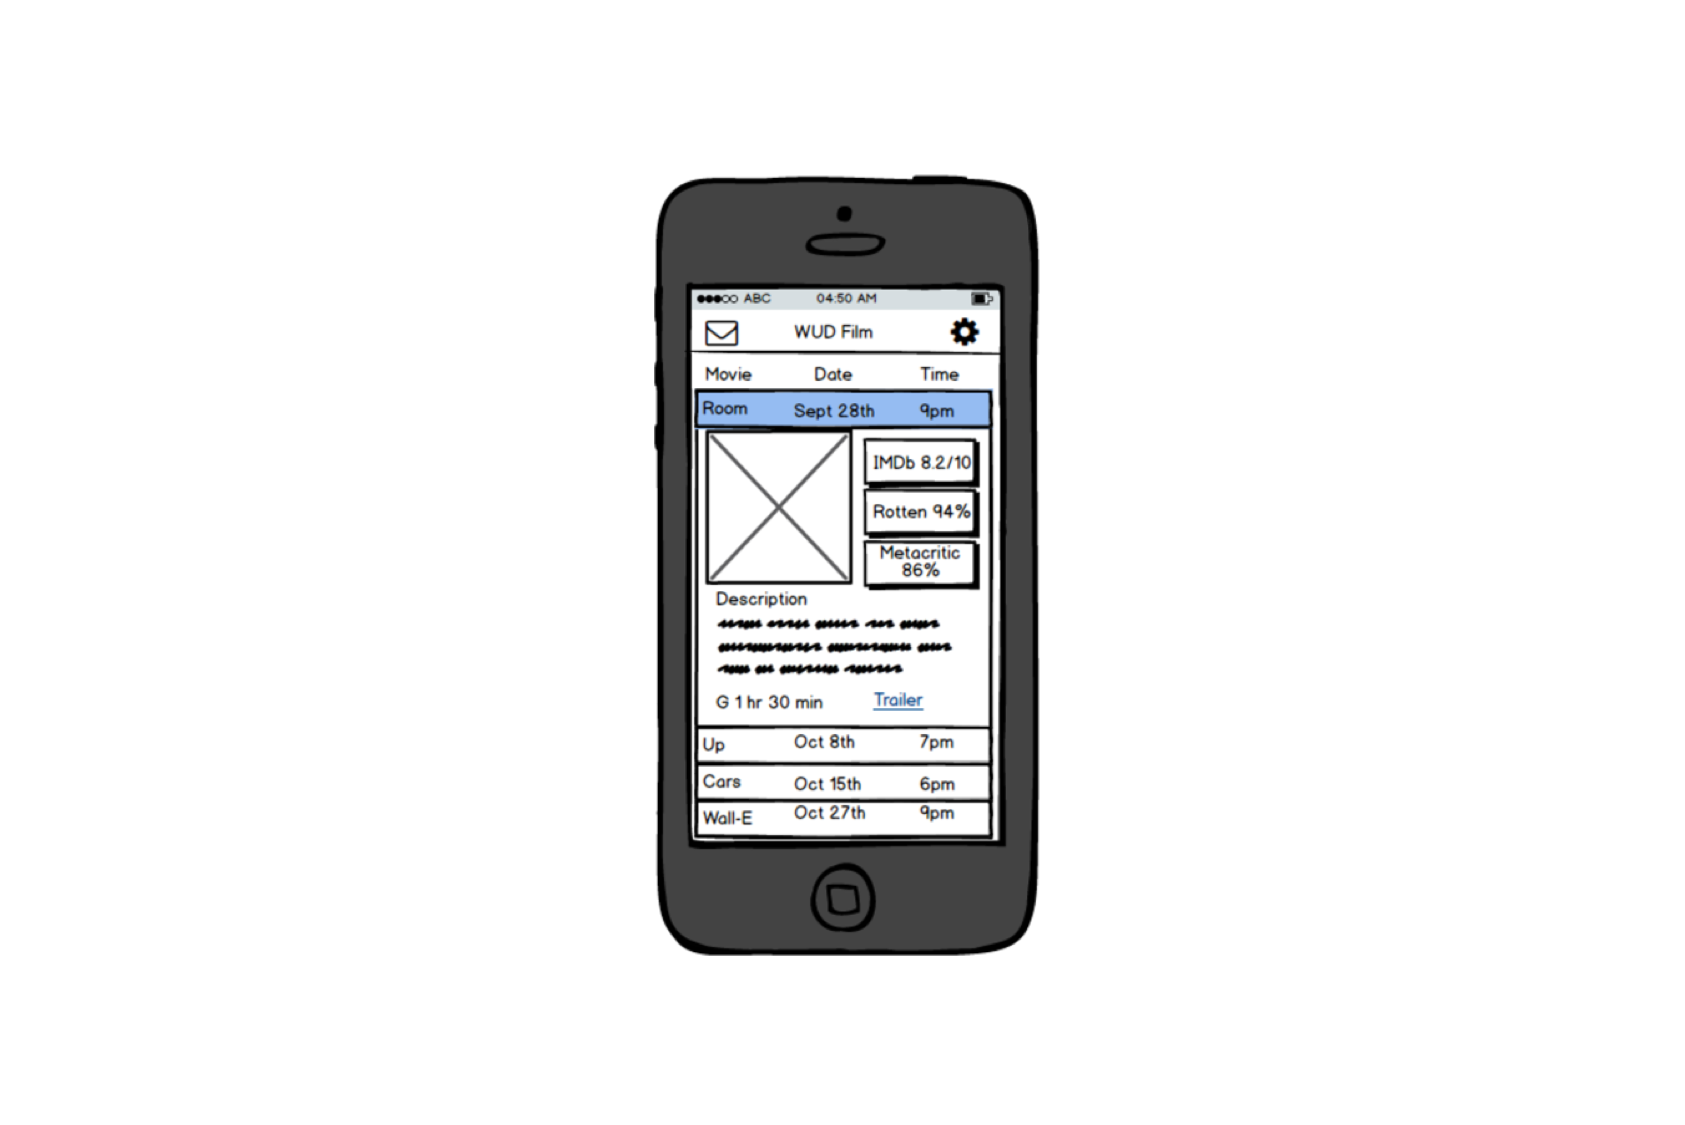 ABC 04:50 AM
WUD Film
Movie Date Time
Room Sept 28th 9pm
IMDb 8.2/10
Rotten 94%
Metacritic
86%
Description
G 1 hr 30 min Trailer
Up Oct 8th 7pm
Cars Oct 15th 6pm
Wall-E Oct 27th 9pm